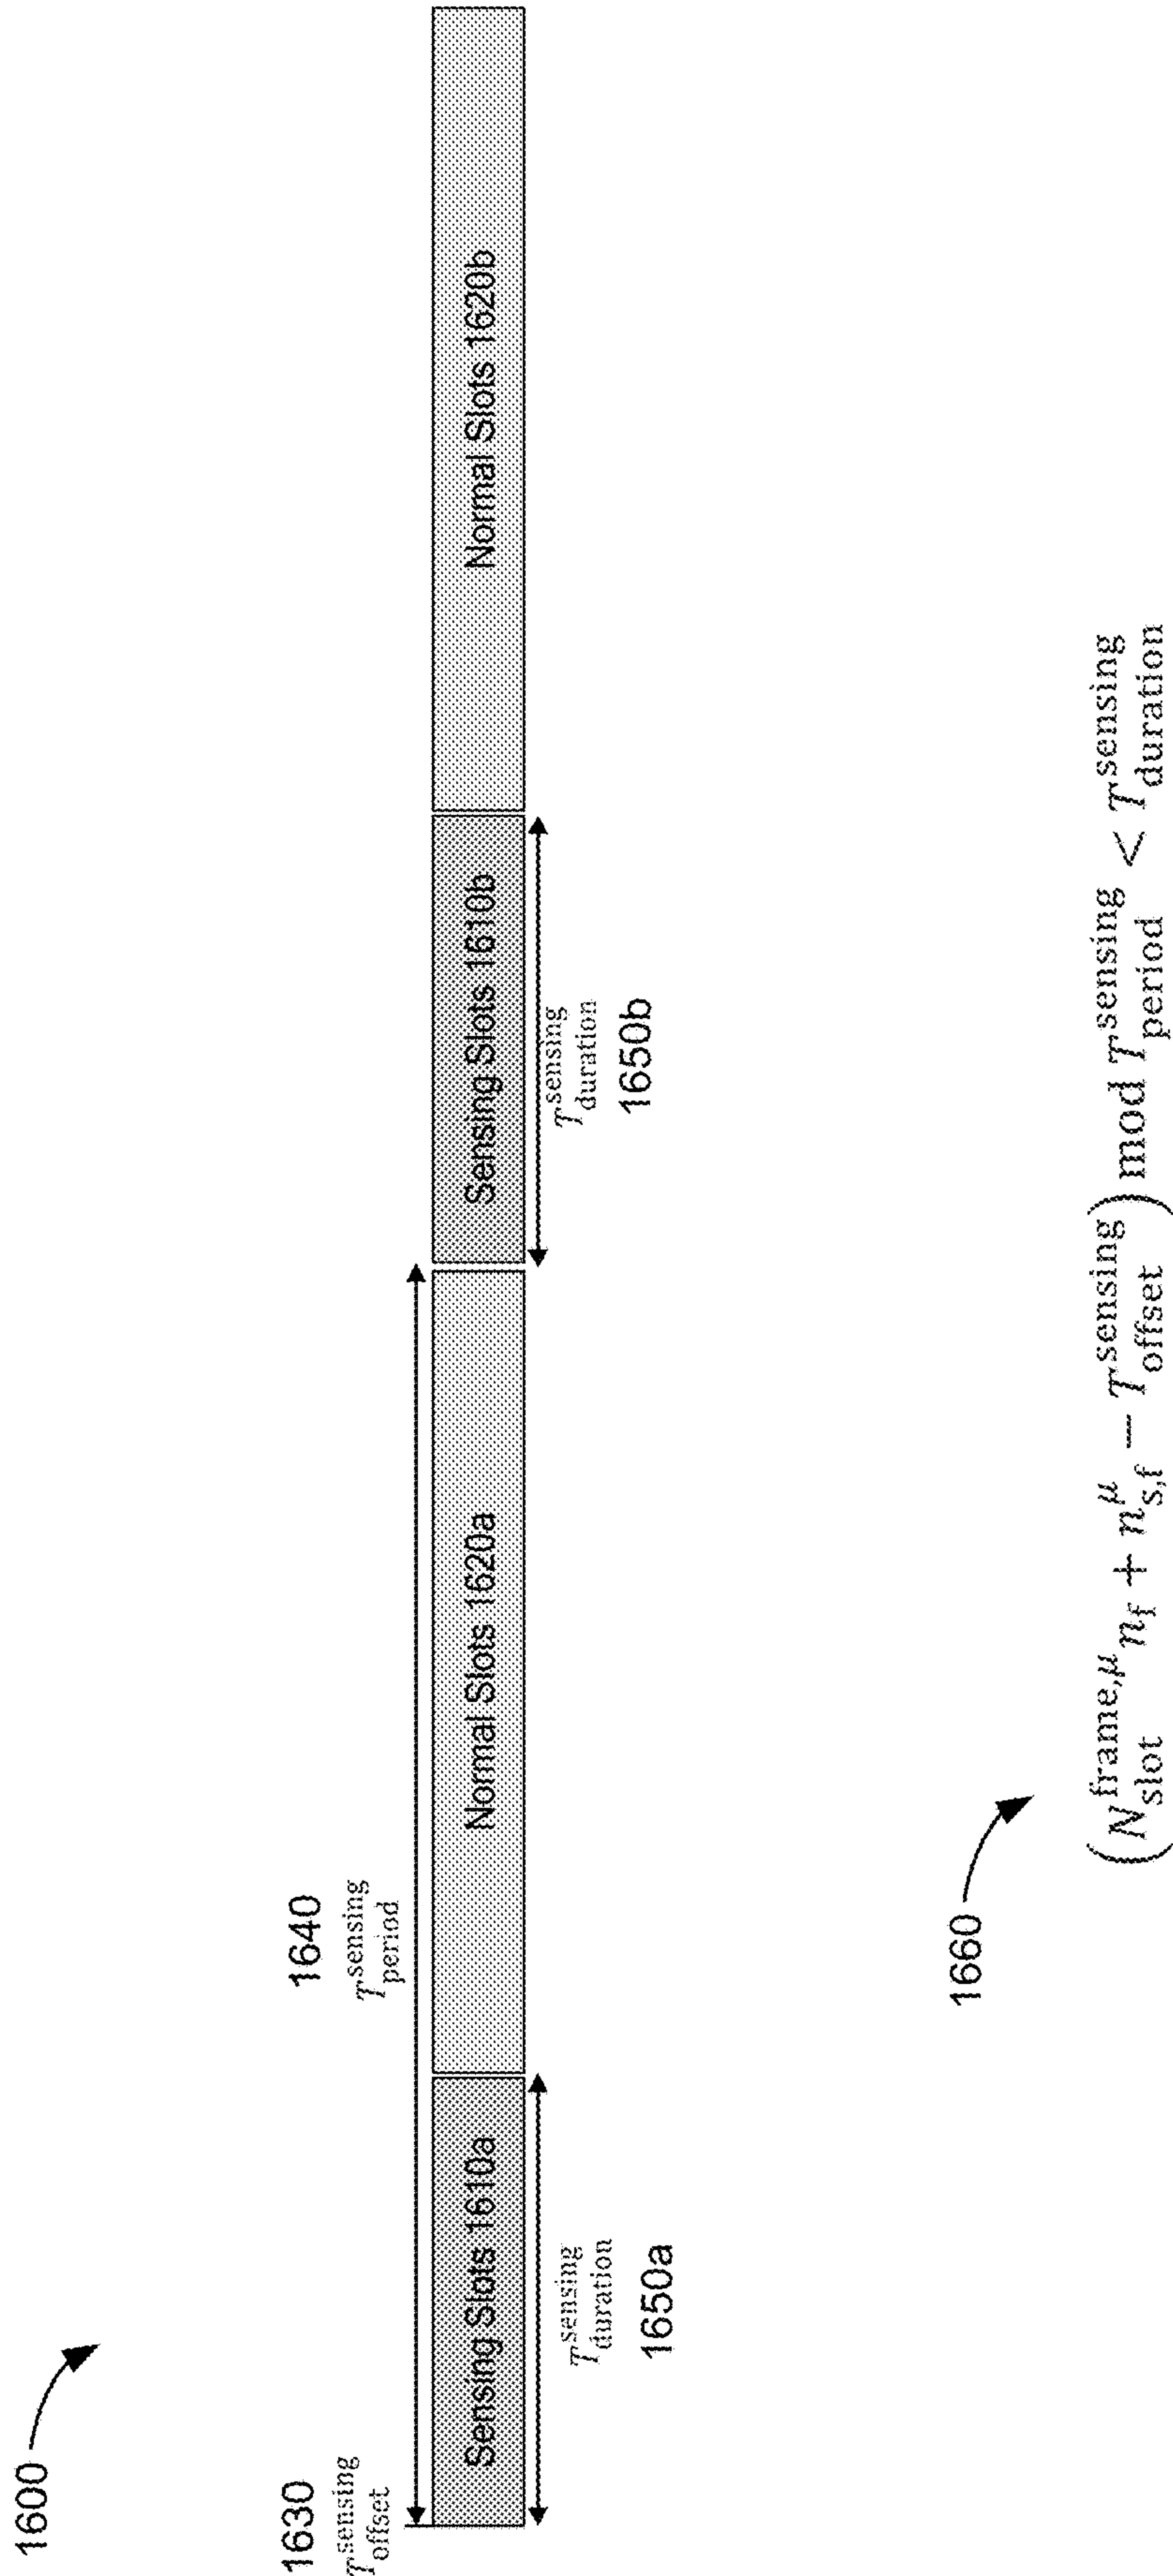 1600
1630
T_offset^sensing
1640
T_period^sensing
Sensing Slots 1610a
Normal Slots 1620a
Sensing Slots 1610b
Normal Slots 1620b
T_duration^sensing
1650a
T_duration^sensing
1650b
1660
(N_slot^frame,μ n_f + n_s,f^μ − T_offset^sensing) mod T_period^sensing < T_duration^sensing